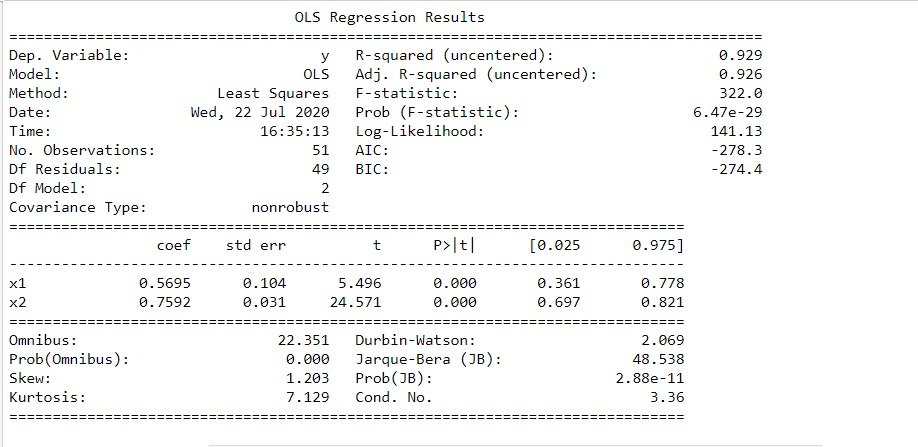 OLS Regression Results
==============================================================================
Dep. Variable: y R-squared (uncentered): 0.929
Model: OLS Adj. R-squared (uncentered): 0.926
Method: Least Squares F-statistic: 322.0
Date: Wed, 22 Jul 2020 Prob (F-statistic): 6.47e-29
Time: 16:35:13 Log-Likelihood: 141.13
No. Observations: 51 AIC: -278.3
Df Residuals: 49 BIC: -274.4
Df Model: 2
Covariance Type: nonrobust
==============================================================================
coef std err t P>|t| [0.025 0.975]
------------------------------------------------------------------------------
x1 0.5695 0.104 5.496 0.000 0.361 0.778
x2 0.7592 0.031 24.571 0.000 0.697 0.821
==============================================================================
Omnibus: 22.351 Durbin-Watson: 2.069
Prob(Omnibus): 0.000 Jarque-Bera (JB): 48.538
Skew: 1.203 Prob(JB): 2.88e-11
Kurtosis: 7.129 Cond. No. 3.36
==============================================================================